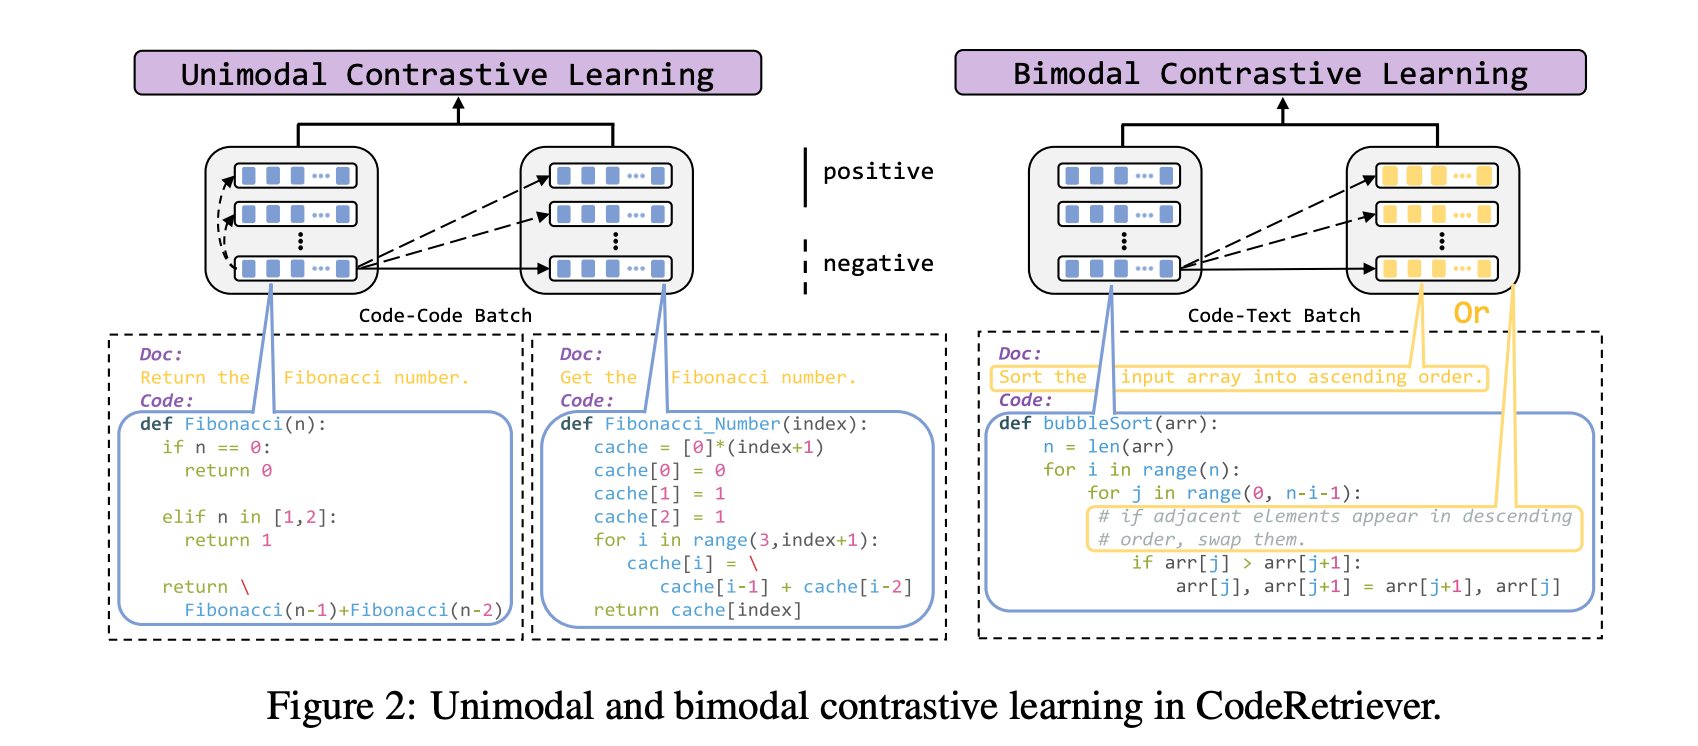 Unimodal Contrastive Learning
Bimodal Contrastive Learning
positive
negative
Code-Code Batch
Code-Text Batch
Or
Doc:
Return the Fibonacci number.
Code:
def Fibonacci(n):
if n == 0:
return 0
elif n in [1,2]:
return 1
return \
Fibonacci(n-1)+Fibonacci(n-2)
Doc:
Get the Fibonacci number.
Code:
def Fibonacci_Number(index):
cache = [0]*(index+1)
cache[0] = 0
cache[1] = 1
cache[2] = 1
for i in range(3,index+1):
cache[i] = \
cache[i-1] + cache[i-2]
return cache[index]
Doc:
Sort the input array into ascending order.
Code:
def bubbleSort(arr):
n = len(arr)
for i in range(n):
for j in range(0, n-i-1):
# if adjacent elements appear in descending
# order, swap them.
if arr[j] > arr[j+1]:
arr[j], arr[j+1] = arr[j+1], arr[j]
Figure 2: Unimodal and bimodal contrastive learning in CodeRetriever.